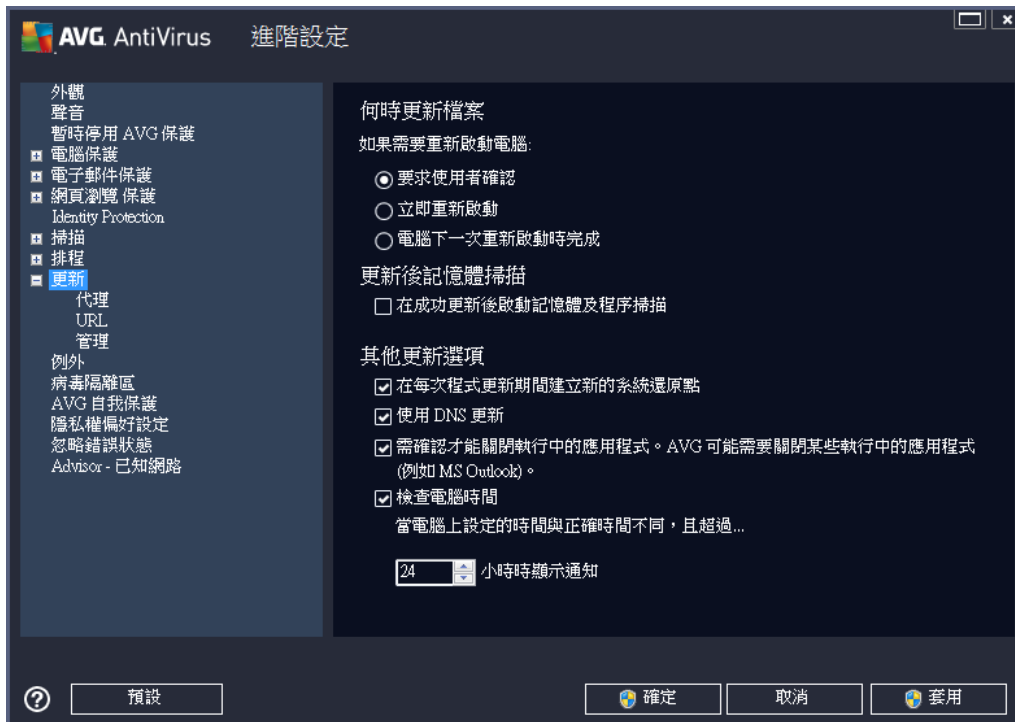 AVG AntiVirus 進階設定
外觀
聲音
暫時停用 AVG 保護
電腦保護
電子郵件保護
網頁瀏覽 保護
Identity Protection
掃描
排程
更新
代理
URL
管理
例外
病毒隔離區
AVG 自我保護
隱私權偏好設定
忽略錯誤狀態
Advisor - 已知網路
何時更新檔案
如果需要重新啟動電腦:
要求使用者確認
立即重新啟動
電腦下一次重新啟動時完成
更新後記憶體掃描
在成功更新後啟動記憶體及程序掃描
其他更新選項
在每次程式更新期間建立新的系統還原點
使用 DNS 更新
需確認才能關閉執行中的應用程式。AVG 可能需要關閉某些執行中的應用程式
(例如 MS Outlook)。
檢查電腦時間
當電腦上設定的時間與正確時間不同，且超過...
24 小時時顯示通知
預設 確定 取消 套用